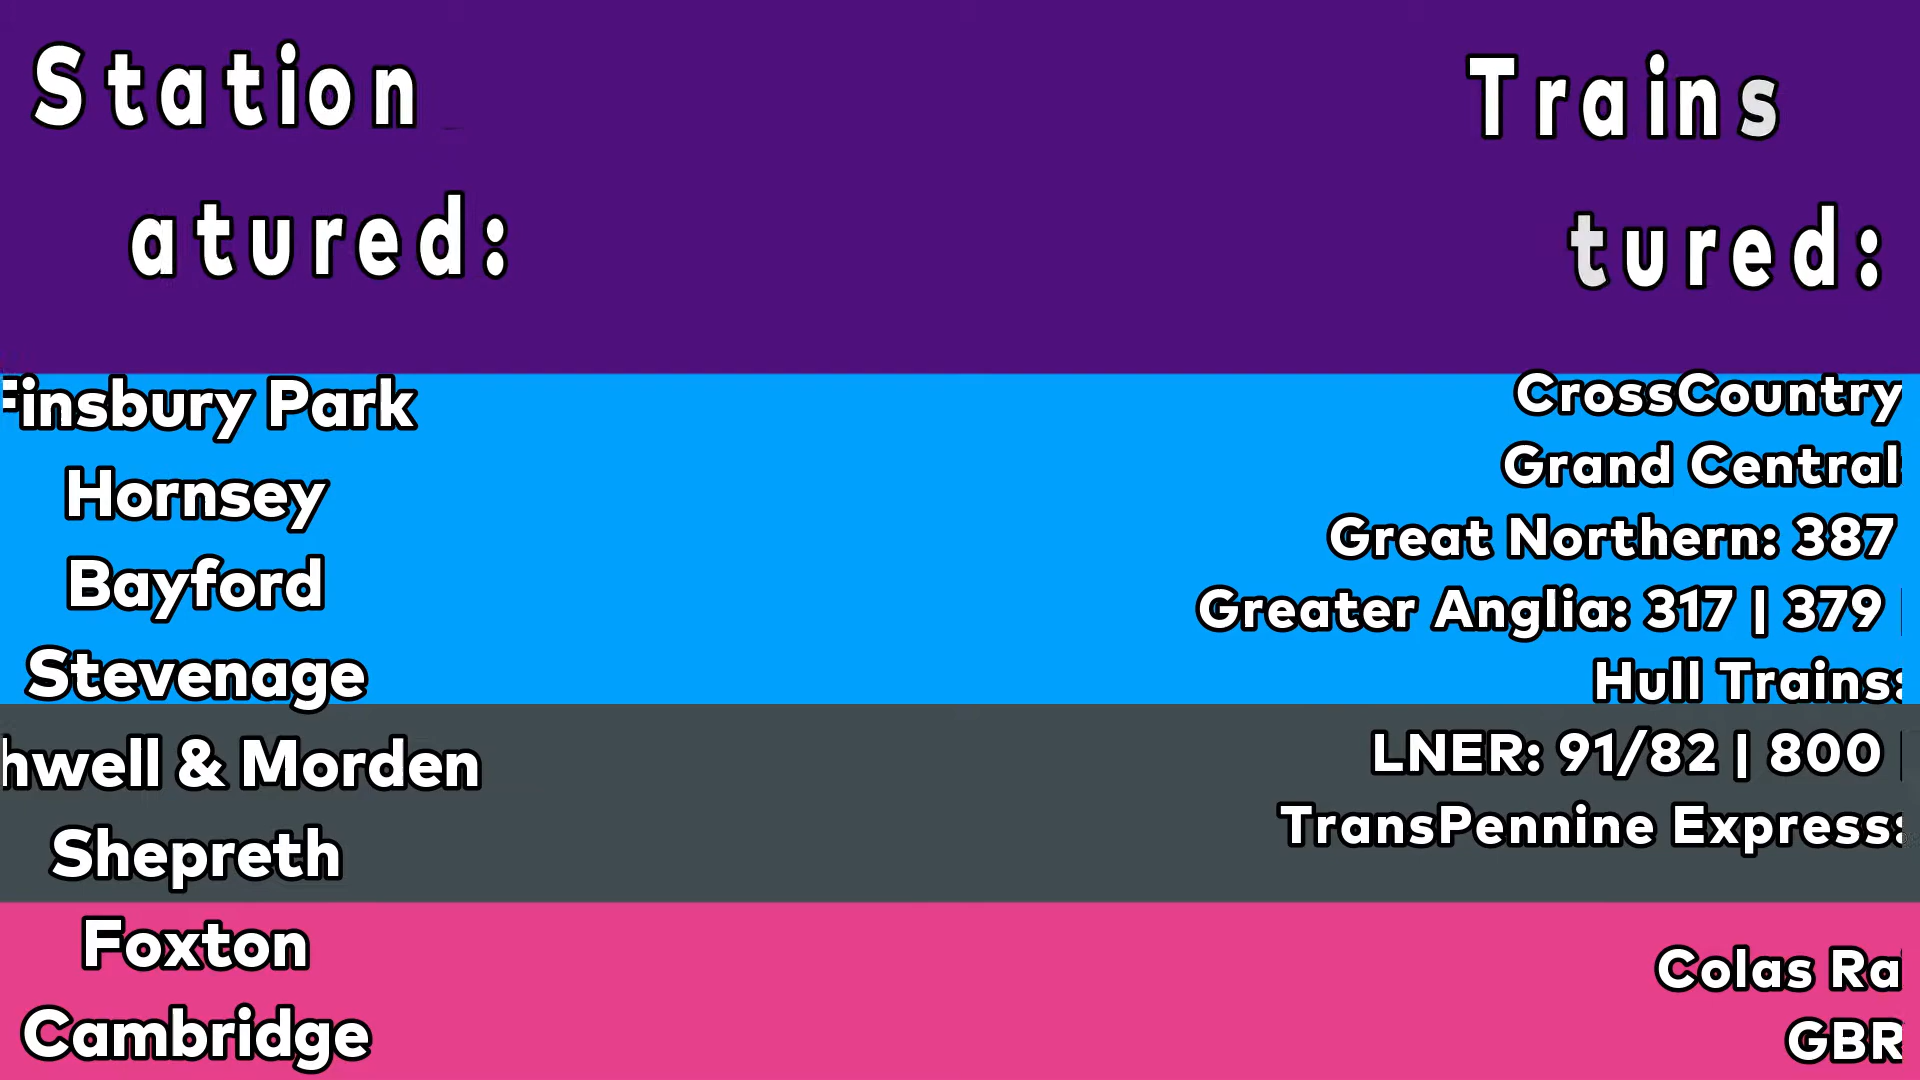 Station
atured:
Finsbury Park
Hornsey
Bayford
Stevenage
hwell & Morden
Shepreth
Foxton
Cambridge
Trains
tured:
CrossCountry
Grand Central
Great Northern: 387
Greater Anglia: 317 | 379 |
Hull Trains:
LNER: 91/82 | 800 |
TransPennine Express:
Colas Ra
GBR